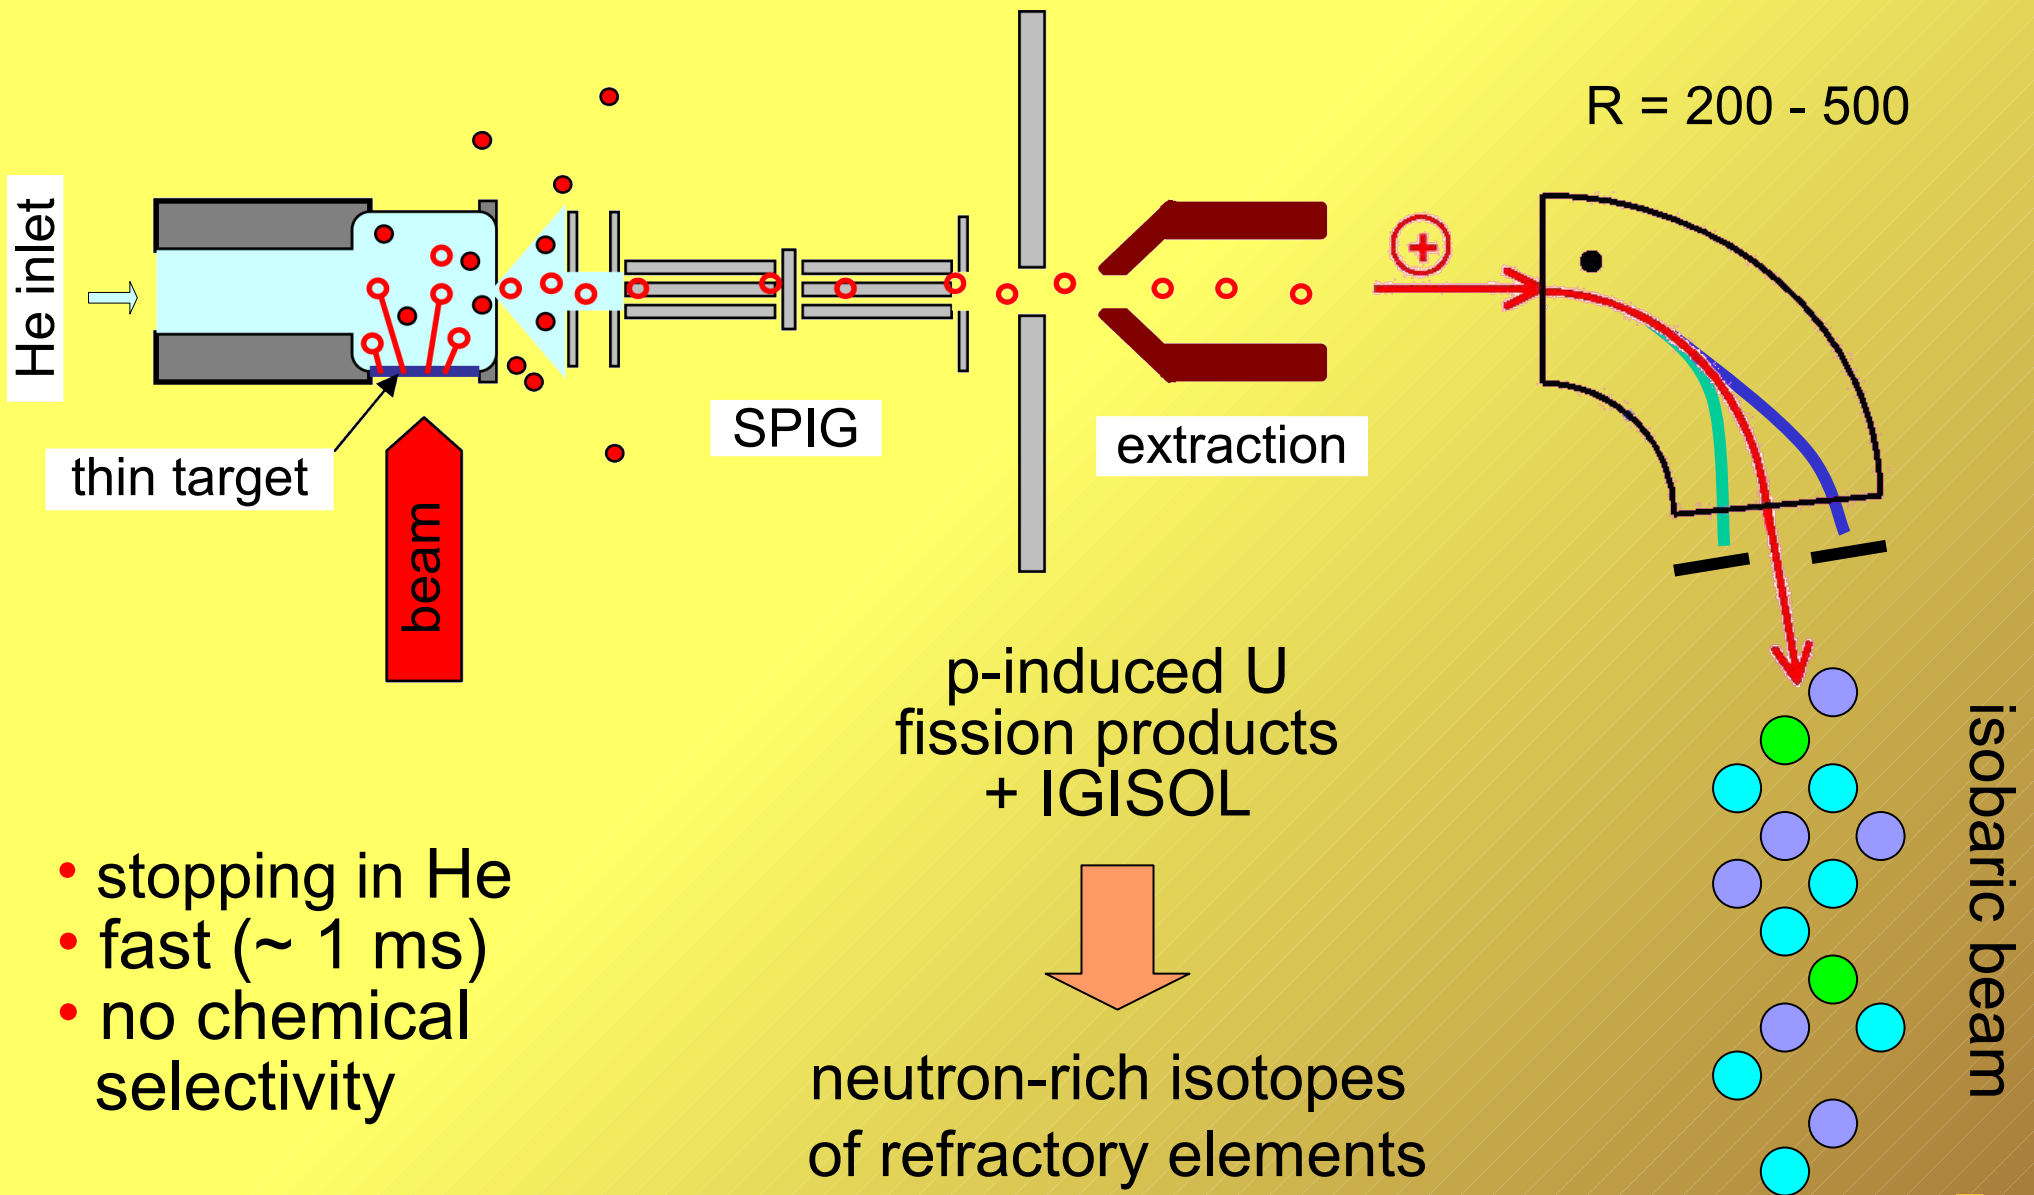 He inlet
thin target
beam
SPIG
extraction
R = 200 - 500
+
p-induced U
fission products
+ IGISOL
neutron-rich isotopes
of refractory elements
• stopping in He
• fast (~ 1 ms)
• no chemical
selectivity
isobaric beam